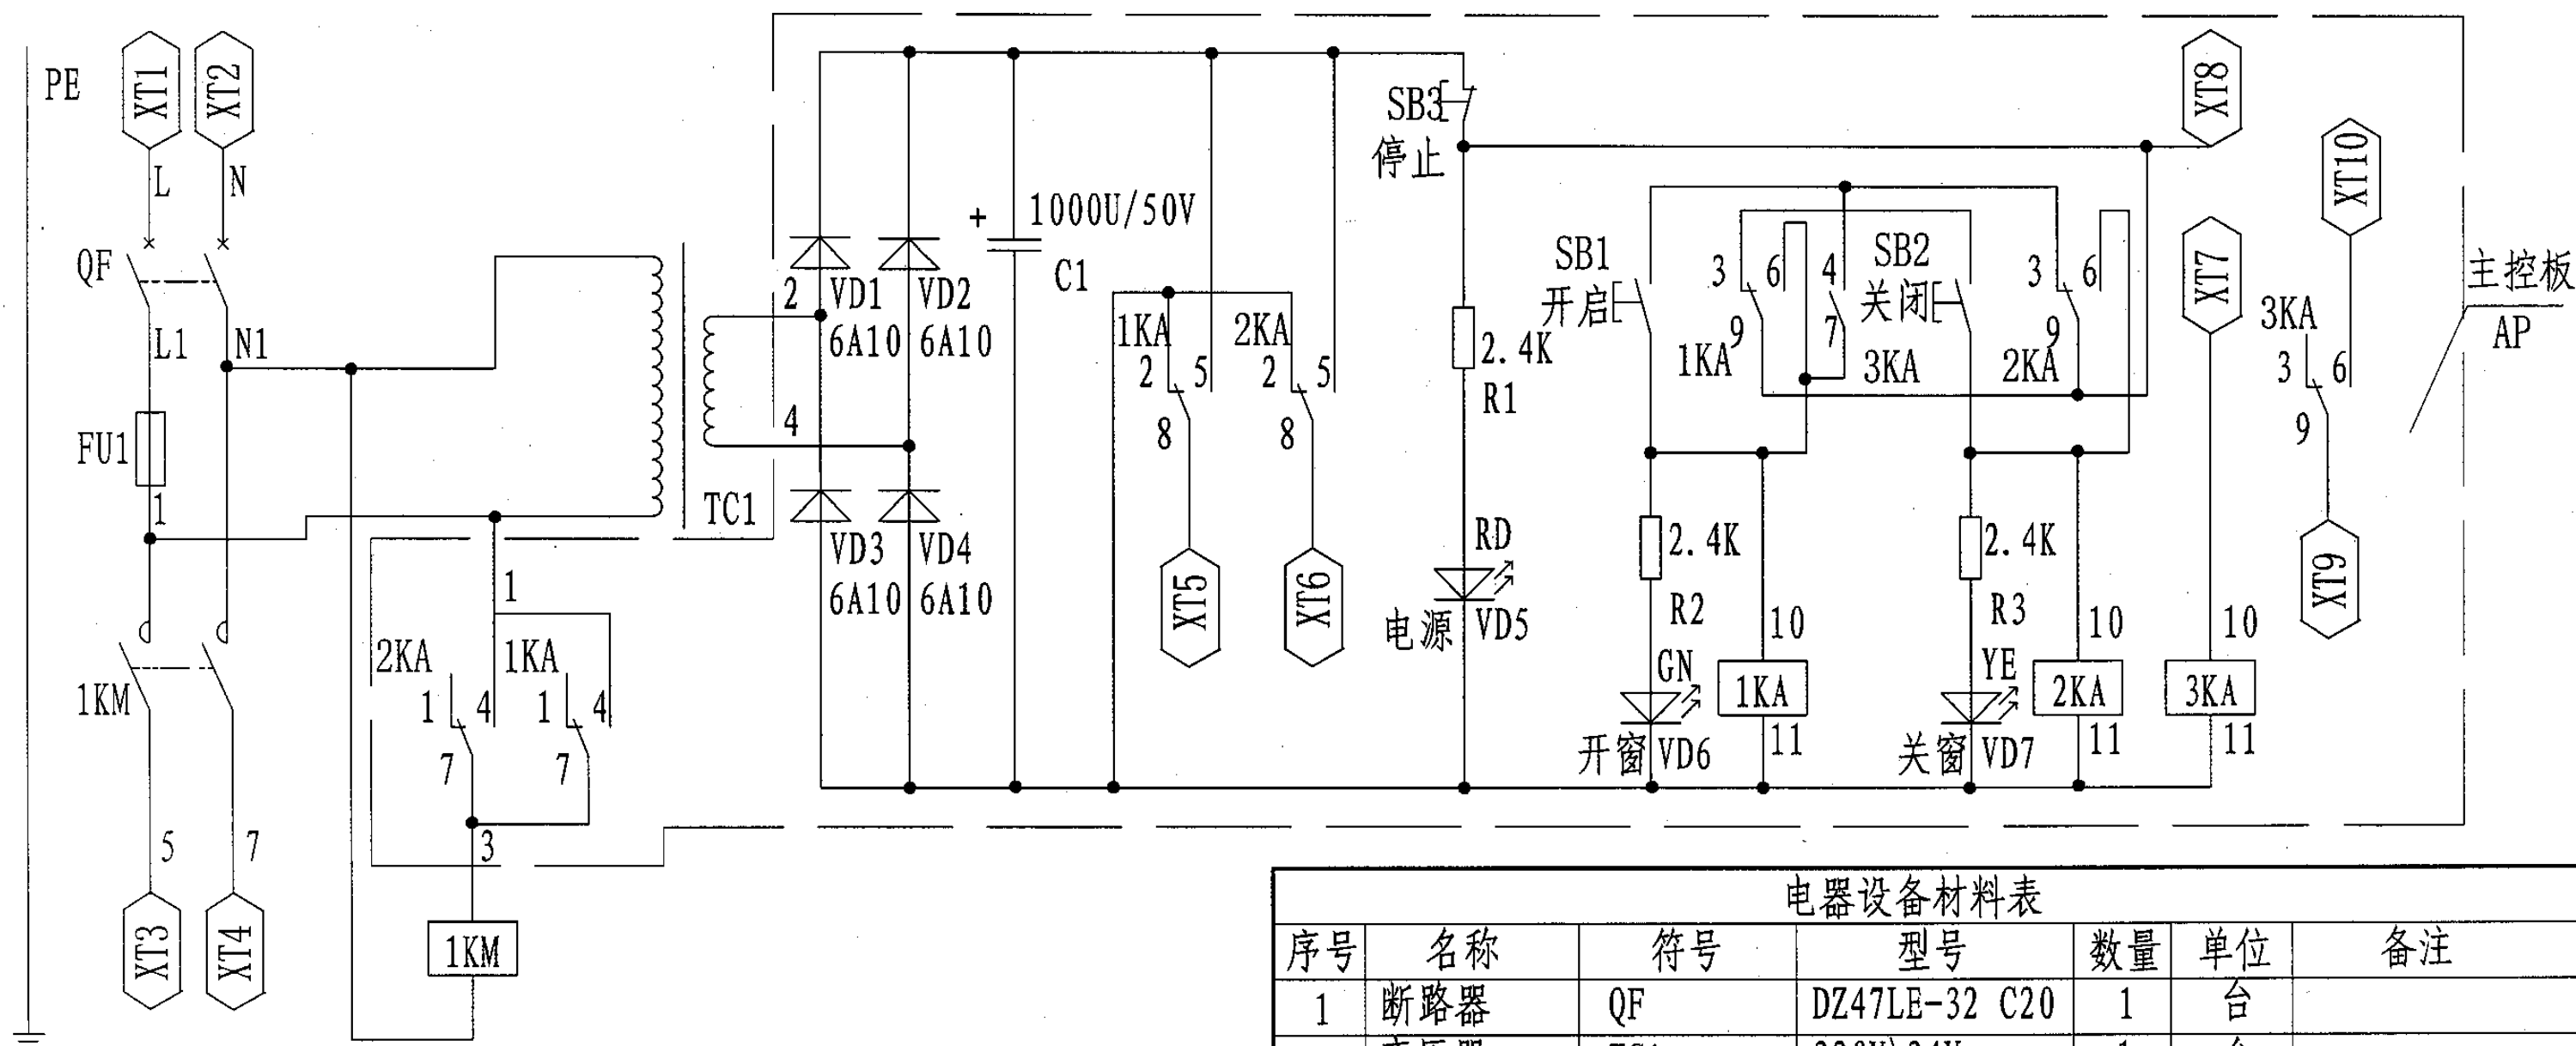 PE
XT1
XT2
L
N
QF
L1
N1
FU1
1
1KM
5
7
XT3
XT4
2KA
1
4
7
1
1KA
1
4
7
3
1KM
TC1
2
4
VD1
6A10
VD2
6A10
VD3
6A10
VD4
6A10
+
1000U/50V
C1
1KA
2
5
8
XT5
2KA
2
5
8
XT6
SB3
停止
2.4K
R1
RD
电源
VD5
SB1
开启
3
6
9
1KA
4
7
3KA
SB2
关闭
3
6
9
2KA
2.4K
R2
GN
开窗
VD6
10
1KA
11
2.4K
R3
YE
关窗
VD7
10
2KA
11
XT8
XT7
10
3KA
11
XT10
3KA
3
6
9
XT9
主控板
AP
电器设备材料表
序号 名称 符号 型号 数量 单位 备注
1 断路器 QF DZ47LE-32 C20 1 台